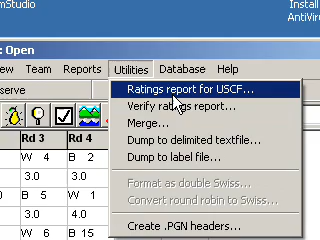 mStudio
Install
AntiVir
: Open
ew Team Reports Utilities Database Help
serve
Ratings report for USCF...
Verify ratings report...
Merge...
Dump to delimited textfile...
Dump to label file...
Format as double Swiss...
Convert round robin to Swiss...
Create .PGN headers...
Rd 3 Rd 4
W 4 B 2
3.0 4.0
W 5 B 1
3.0 3.0
W 6 B 15